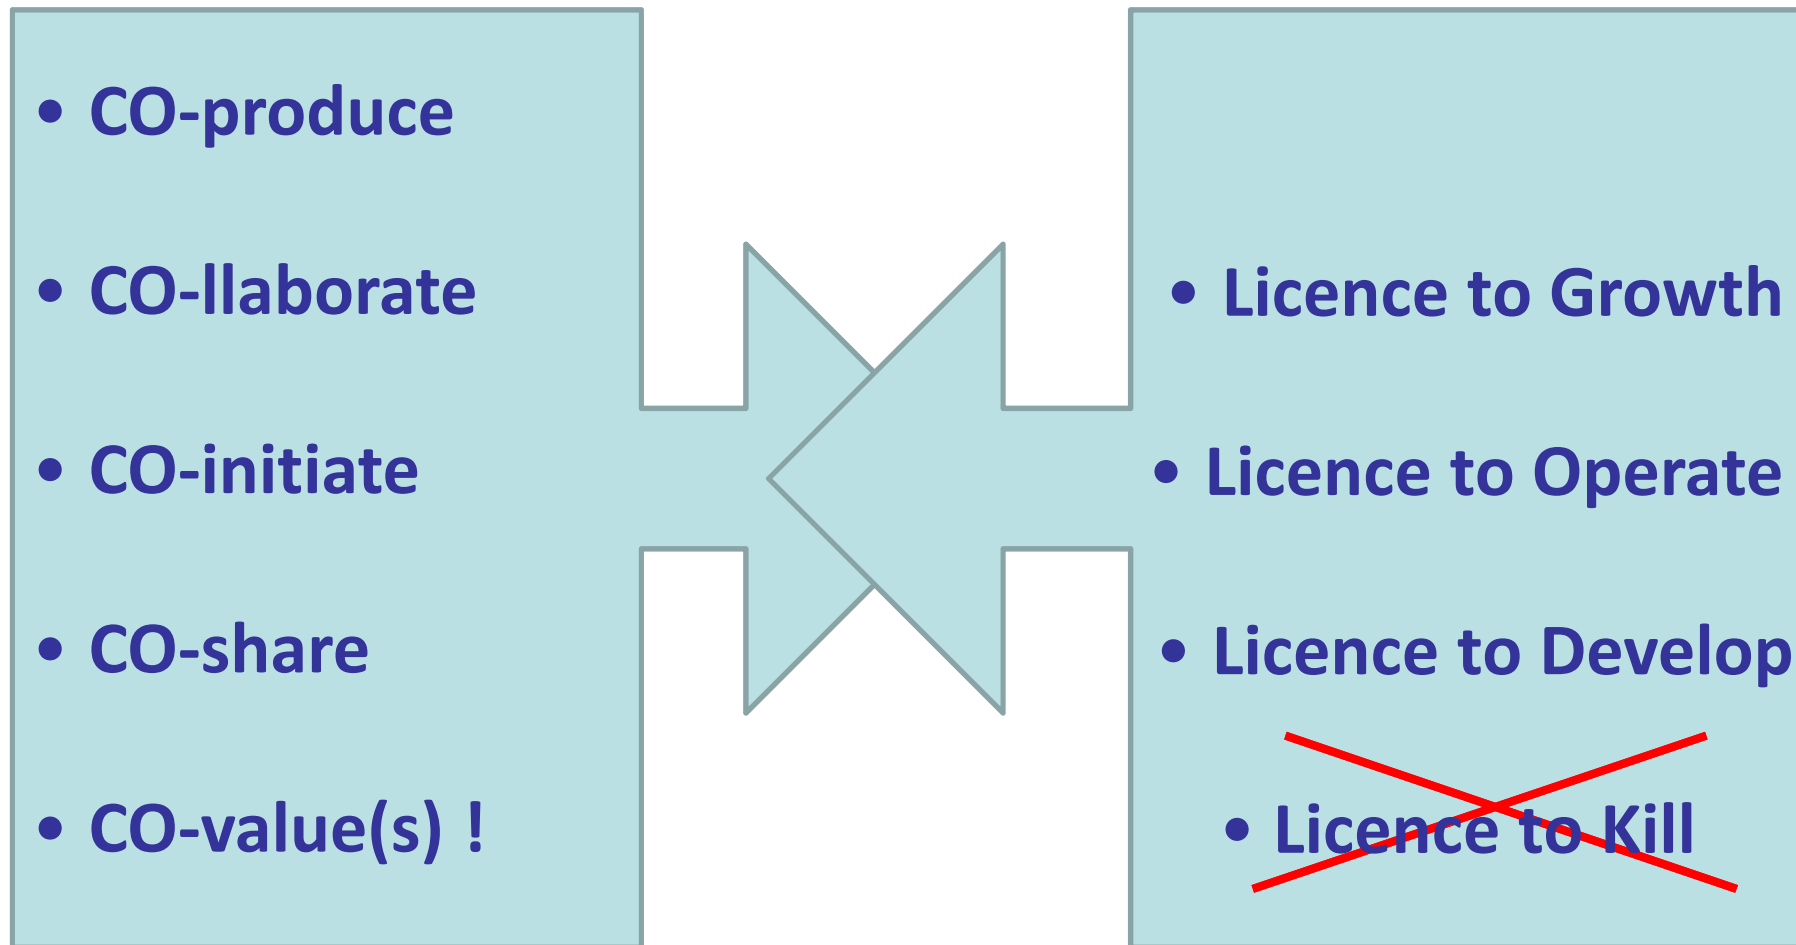 • CO-produce
• CO-llaborate
• CO-initiate
• CO-share
• CO-value(s) !
• Licence to Growth
• Licence to Operate
• Licence to Develop
• Licence to Kill